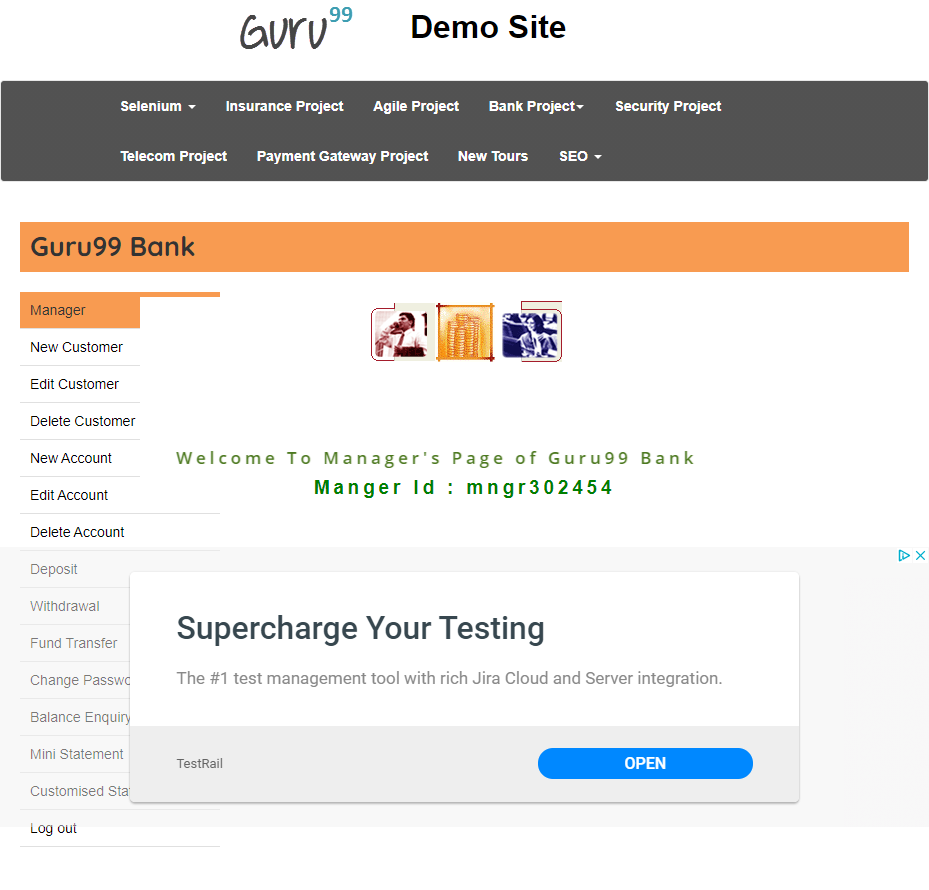 Guru99
Demo Site
Selenium Insurance Project Agile Project Bank Project Security Project
Telecom Project Payment Gateway Project New Tours SEO
Guru99 Bank
Manager
New Customer
Edit Customer
Delete Customer
New Account
Edit Account
Delete Account
Deposit
Withdrawal
Fund Transfer
Change Passwo
Balance Enquiry
Mini Statement
Customised Sta
Log out
Welcome To Manager's Page of Guru99 Bank
Manger Id : mngr302454
Supercharge Your Testing
The #1 test management tool with rich Jira Cloud and Server integration.
TestRail
OPEN